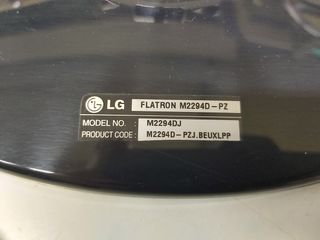 LG FLATRON M2294D-PZ
MODEL NO. : M2294DJ
PRODUCT CODE : M2294D-PZJ.BEUXLPP